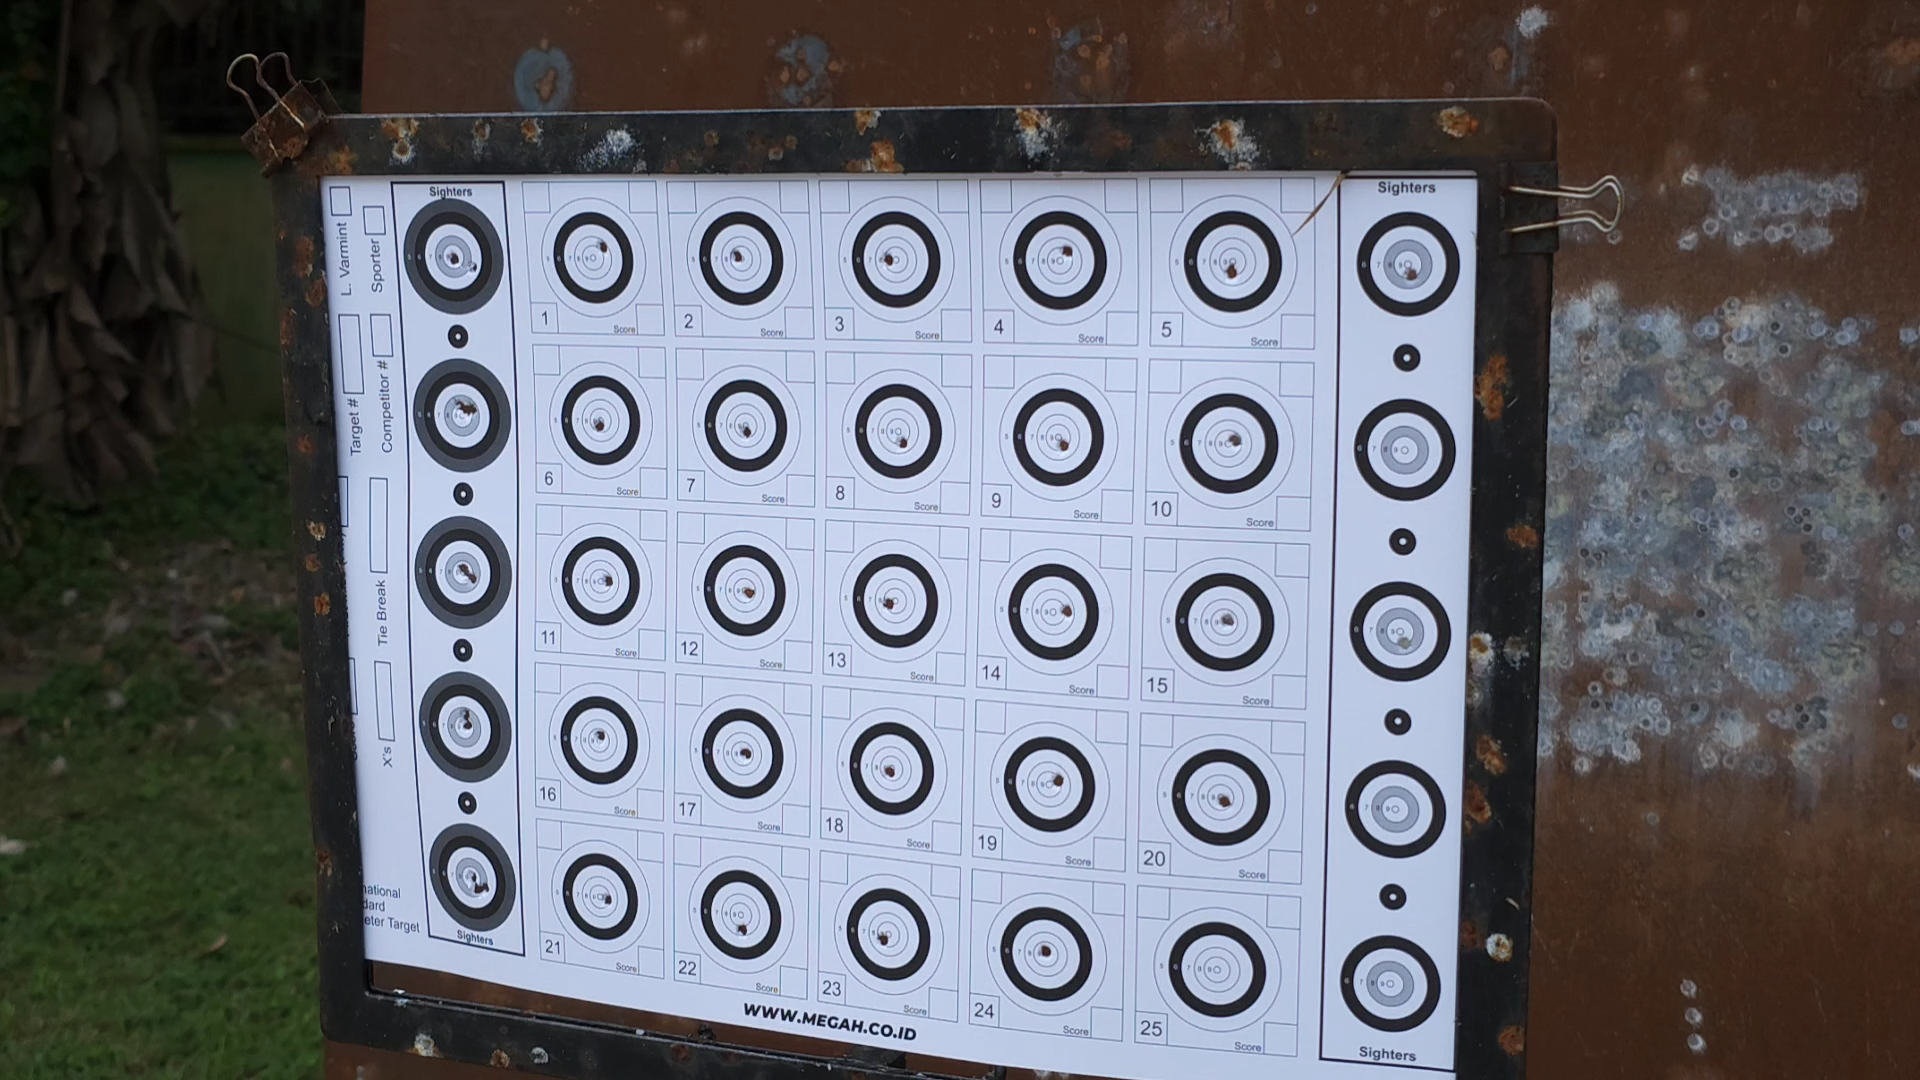 Sighters
Sighters
L. Varmint
Sporter
Target #
Competitor #
Tie Break
X's
1 Score
2 Score
3 Score
4 Score
5 Score
6 Score
7 Score
8 Score
9 Score
10 Score
11 Score
12 Score
13 Score
14 Score
15 Score
16 Score
17 Score
18 Score
19 Score
20 Score
21 Score
22 Score
23 Score
24 Score
25 Score
national
dard
eter Target
Sighters
Sighters
WWW.MEGAH.CO.ID